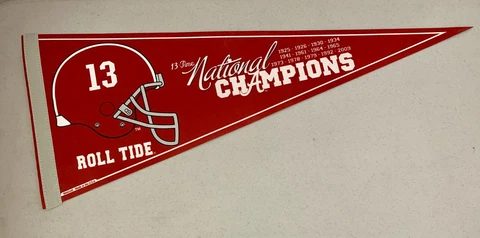 13
13 Time National
CHAMPIONS
1925 · 1926 · 1930 · 1934
1941 · 1961 · 1964 · 1965
1973 · 1978 · 1979 · 1992 · 2009
TM
ROLL TIDE